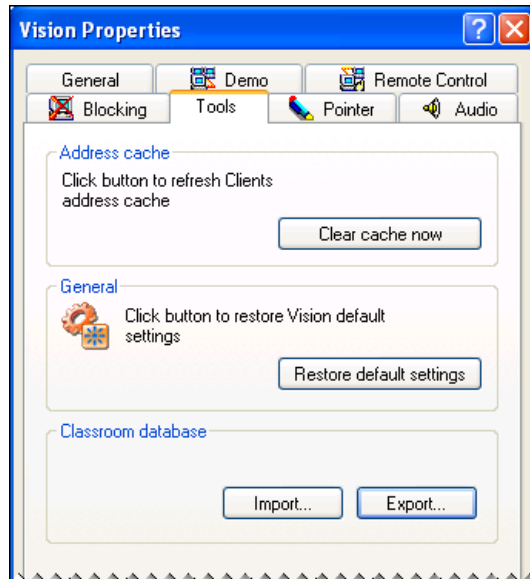 Vision Properties
General Demo Remote Control
Blocking Tools Pointer Audio
Address cache
Click button to refresh Clients
address cache
Clear cache now
General
Click button to restore Vision default
settings
Restore default settings
Classroom database
Import... Export...